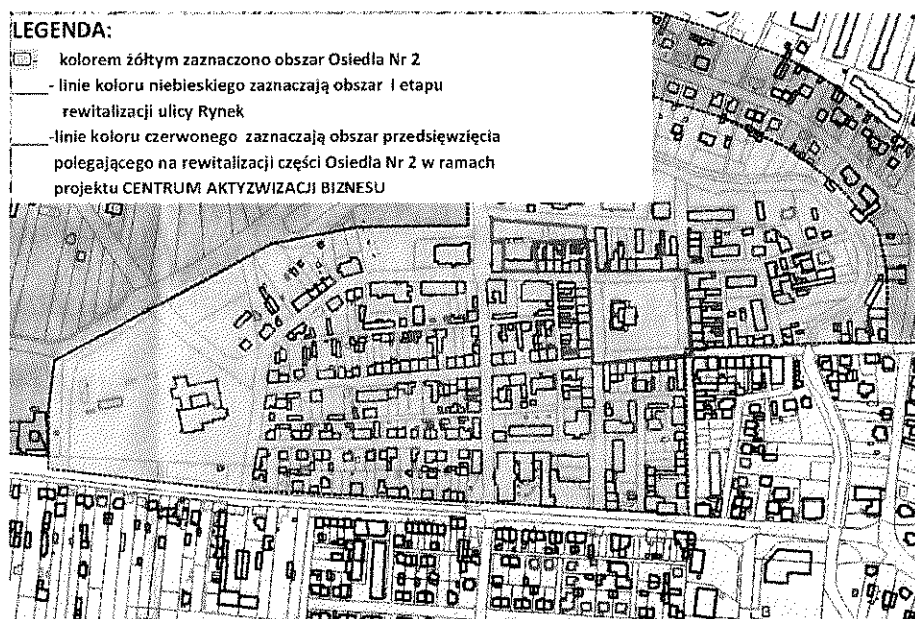 LEGENDA:
kolorem żółtym zaznaczono obszar Osiedla Nr 2
- linie koloru niebieskiego zaznaczają obszar I etapu
rewitalizacji ulicy Rynek
-linie koloru czerwonego zaznaczają obszar przedsięwzięcia
polegającego na rewitalizacji części Osiedla Nr 2 w ramach
projektu CENTRUM AKTYZWIZACJI BIZNESU